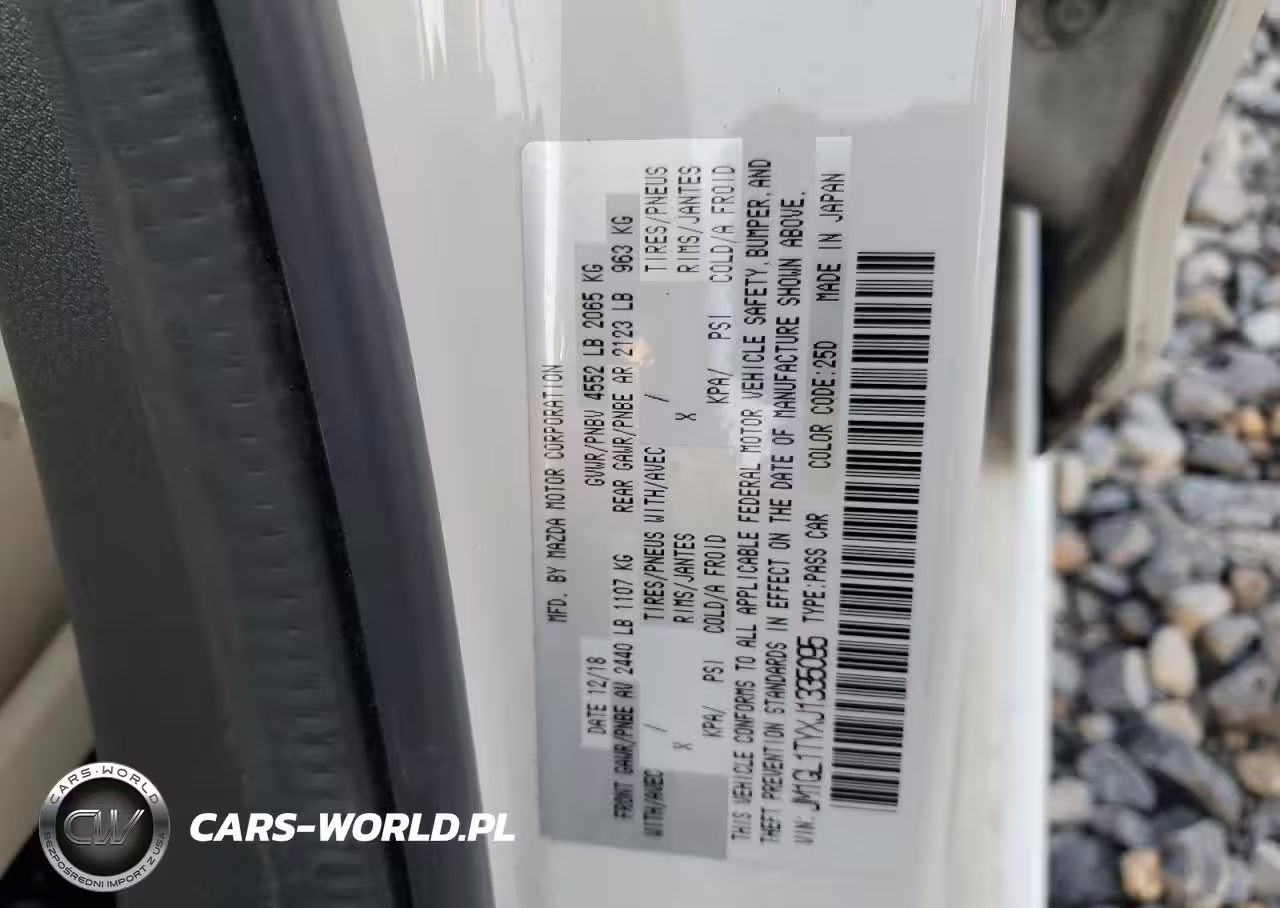 MFD. BY MAZDA MOTOR CORPORATION
DATE 12/18 GVWR/PNBV 4552 LB 2065 KG
FRONT GAWR/PNBE AV 2440 LB 1107 KG REAR GAWR/PNBE AR 2123 LB 963 KG
WITH/AVEC / TIRES/PNEUS WITH/AVEC / TIRES/PNEUS
X RIMS/JANTES X RIMS/JANTES
KPA/ PSI COLD/A FROID KPA/ PSI COLD/A FROID
THIS VEHICLE CONFORMS TO ALL APPLICABLE FEDERAL MOTOR VEHICLE SAFETY, BUMPER, AND
THEFT PREVENTION STANDARDS IN EFFECT ON THE DATE OF MANUFACTURE SHOWN ABOVE.
VIN: JM1GL1TYXJ1335095 TYPE:PASS CAR COLOR CODE:25D MADE IN JAPAN
CARS-WORLD
CW
BEZPOŚREDNI IMPORT Z USA
CARS-WORLD.PL